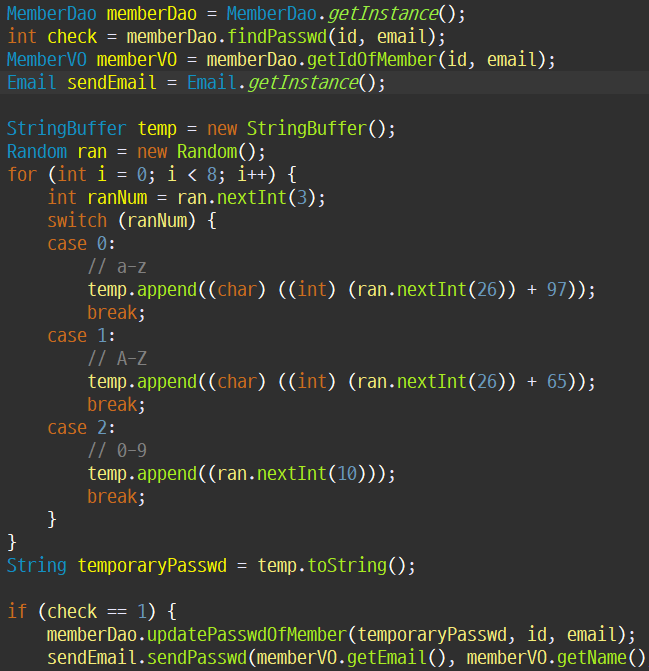 MemberDao memberDao = MemberDao.getInstance();
int check = memberDao.findPasswd(id, email);
MemberVO memberVO = memberDao.getIdOfMember(id, email);
Email sendEmail = Email.getInstance();
StringBuffer temp = new StringBuffer();
Random ran = new Random();
for (int i = 0; i < 8; i++) {
    int ranNum = ran.nextInt(3);
    switch (ranNum) {
    case 0:
        // a-z
        temp.append((char) ((int) (ran.nextInt(26)) + 97));
        break;
    case 1:
        // A-Z
        temp.append((char) ((int) (ran.nextInt(26)) + 65));
        break;
    case 2:
        // 0-9
        temp.append((ran.nextInt(10)));
        break;
    }
}
String temporaryPasswd = temp.toString();
if (check == 1) {
    memberDao.updatePasswdOfMember(temporaryPasswd, id, email);
    sendEmail.sendPasswd(memberVO.getEmail(), memberVO.getName()